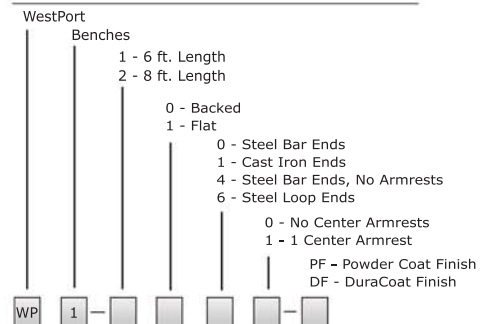 WestPort
Benches
1 - 6 ft. Length
2 - 8 ft. Length
0 - Backed
1 - Flat
0 - Steel Bar Ends
1 - Cast Iron Ends
4 - Steel Bar Ends, No Armrests
6 - Steel Loop Ends
0 - No Center Armrests
1 - 1 Center Armrest
PF - Powder Coat Finish
DF - DuraCoat Finish
WP 1 - -